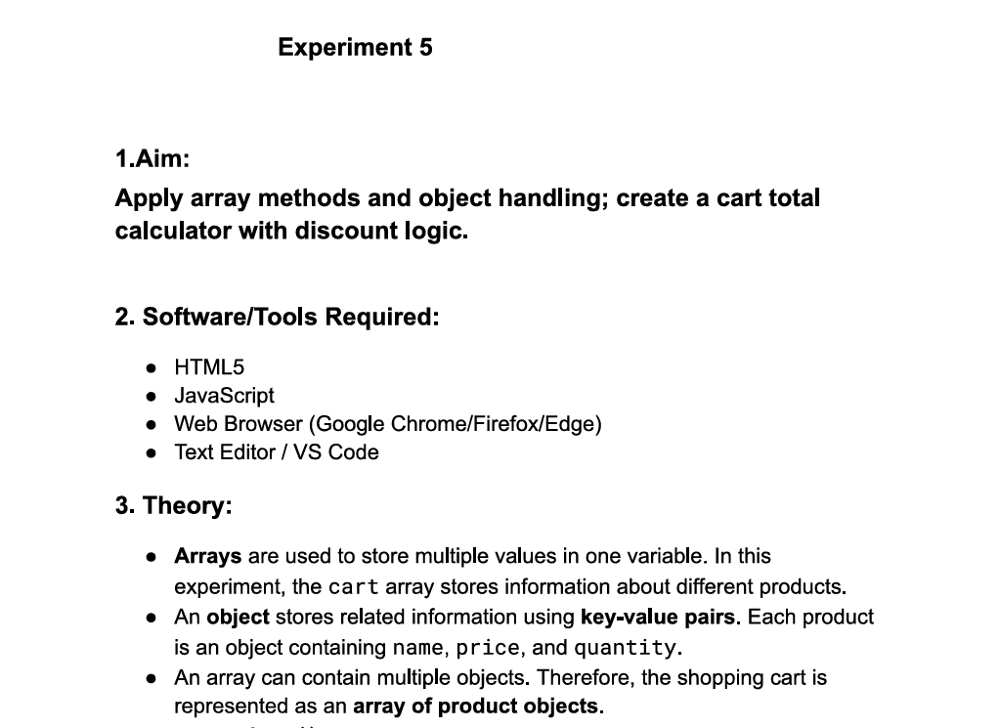 Experiment 5
1.Aim:
Apply array methods and object handling; create a cart total
calculator with discount logic.
2. Software/Tools Required:
● HTML5
● JavaScript
● Web Browser (Google Chrome/Firefox/Edge)
● Text Editor / VS Code
3. Theory:
● Arrays are used to store multiple values in one variable. In this
experiment, the cart array stores information about different products.
● An object stores related information using key-value pairs. Each product
is an object containing name, price, and quantity.
● An array can contain multiple objects. Therefore, the shopping cart is
represented as an array of product objects.